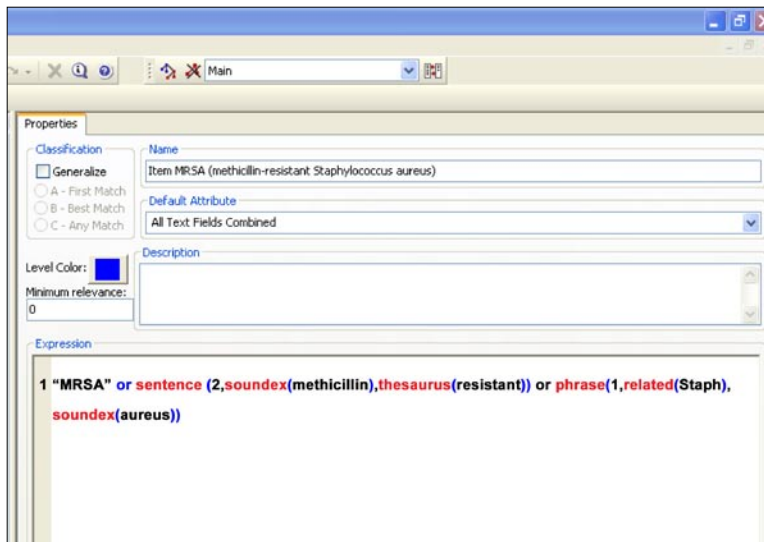 Main
Properties
Classification
Generalize
A - First Match
B - Best Match
C - Any Match
Name
Item MRSA (methicillin-resistant Staphylococcus aureus)
Default Attribute
All Text Fields Combined
Level Color:
Minimum relevance:
0
Description
Expression
1 “MRSA” or sentence (2,soundex(methicillin),thesaurus(resistant)) or phrase(1,related(Staph),
soundex(aureus))